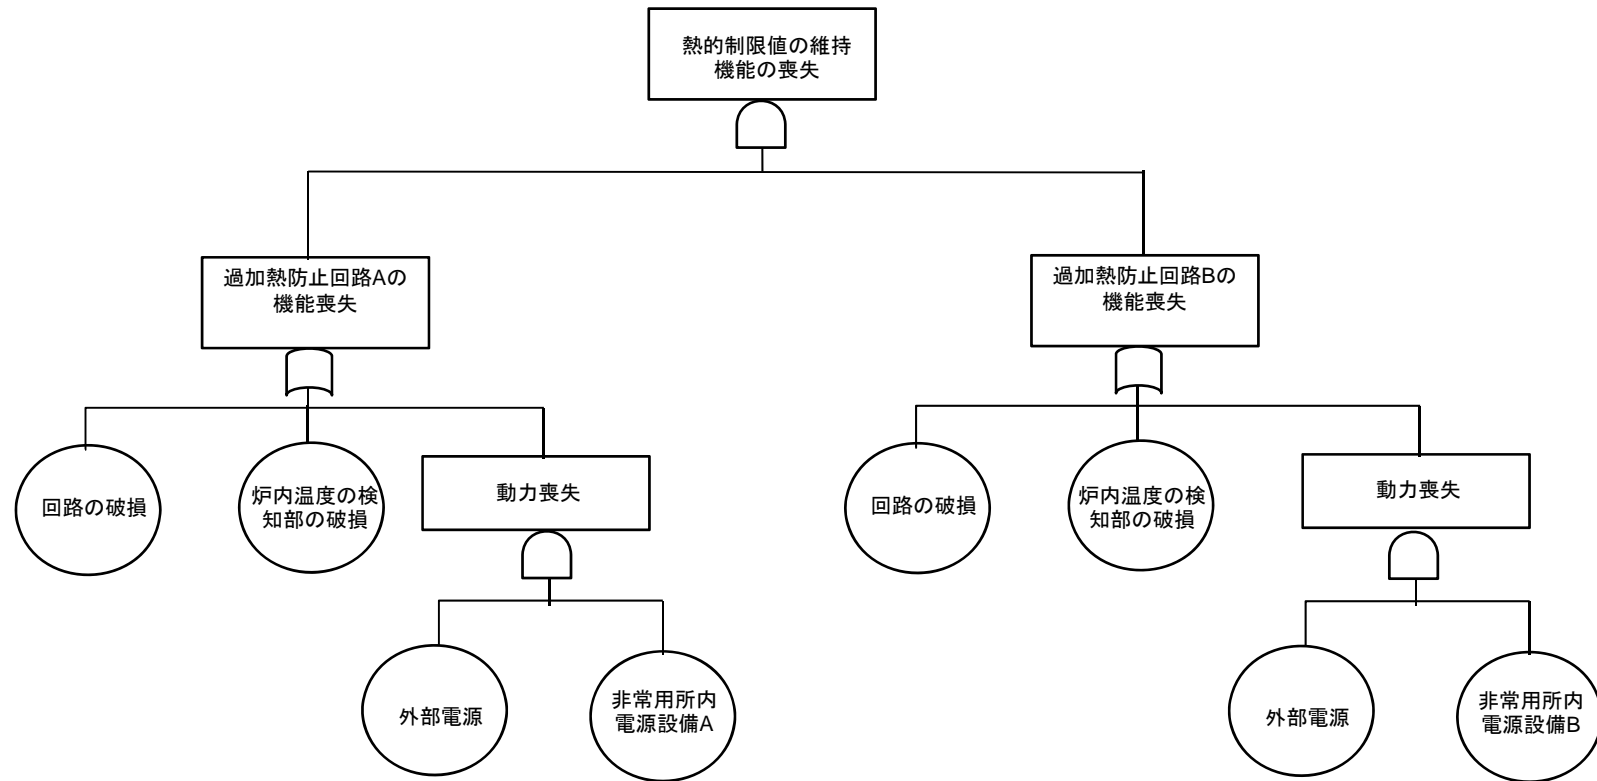 熱的制限値の維持
機能の喪失
過加熱防止回路Aの
機能喪失
過加熱防止回路Bの
機能喪失
回路の破損
炉内温度の検
知部の破損
動力喪失
回路の破損
炉内温度の検
知部の破損
動力喪失
外部電源
非常用所内
電源設備A
外部電源
非常用所内
電源設備B